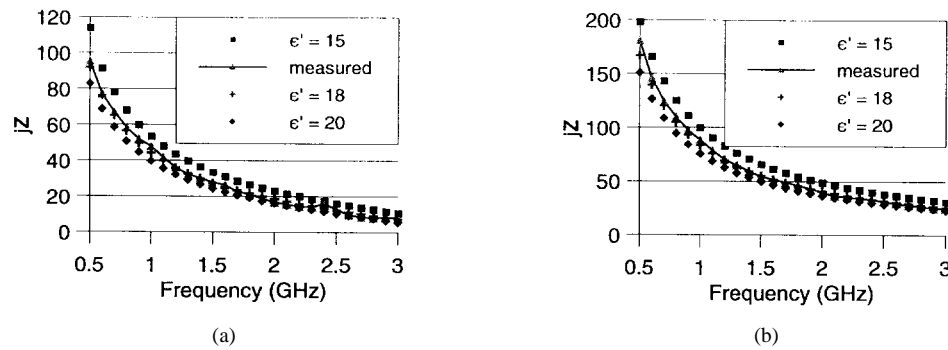 120
100
80
60
40
20
0
jZ
ϵ' = 15
measured
ϵ' = 18
ϵ' = 20
0.5 1 1.5 2 2.5 3
Frequency (GHz)
(a)
200
150
100
50
0
jZ
ϵ' = 15
measured
ϵ' = 18
ϵ' = 20
0.5 1 1.5 2 2.5 3
Frequency (GHz)
(b)